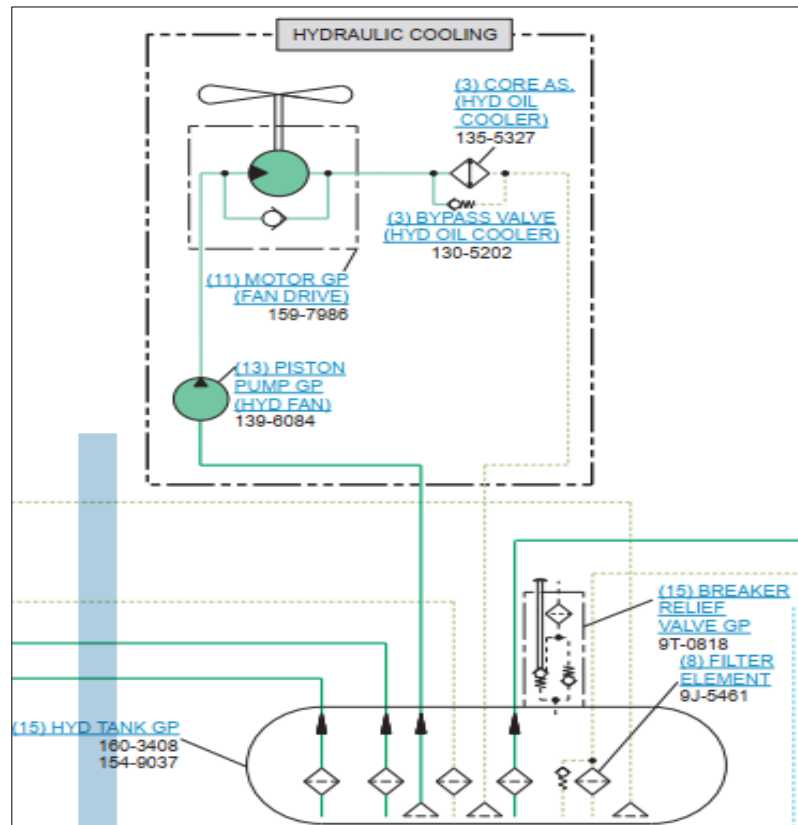 HYDRAULIC COOLING
(3) CORE AS.
(HYD OIL
COOLER)
135-5327
(3) BYPASS VALVE
(HYD OIL COOLER)
130-5202
(11) MOTOR GP
(FAN DRIVE)
159-7986
(13) PISTON
PUMP GP
(HYD FAN)
139-6084
(15) BREAKER
RELIEF
VALVE GP
9T-0818
(8) FILTER
ELEMENT
9J-5461
(15) HYD TANK GP
160-3408
154-9037